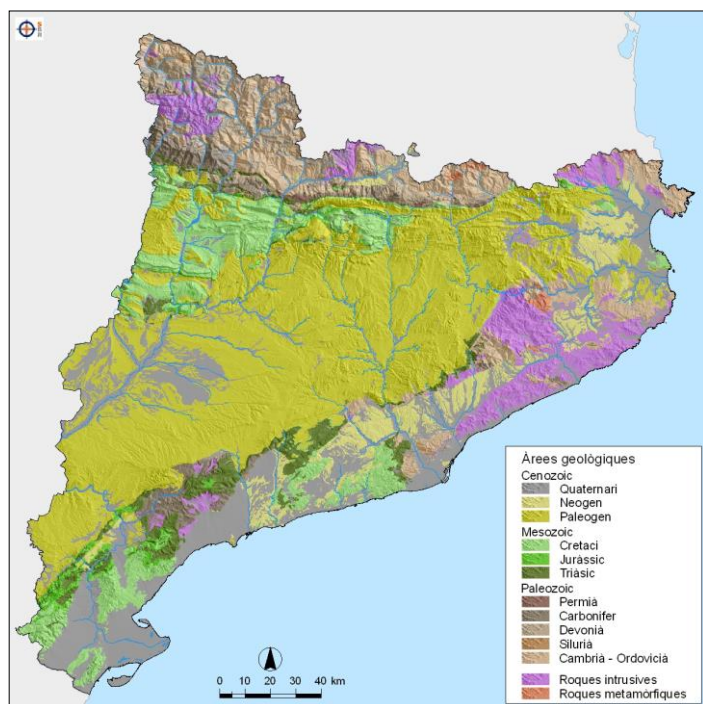 Àrees geològiques
Cenozoic
Quaternari
Neogen
Paleogen
Mesozoic
Cretaci
Juràssic
Triàsic
Paleozoic
Permià
Carbonífer
Devonià
Silurià
Cambrià - Ordovicià
Roques intrusives
Roques metamòrfiques
0 10 20 30 40 km